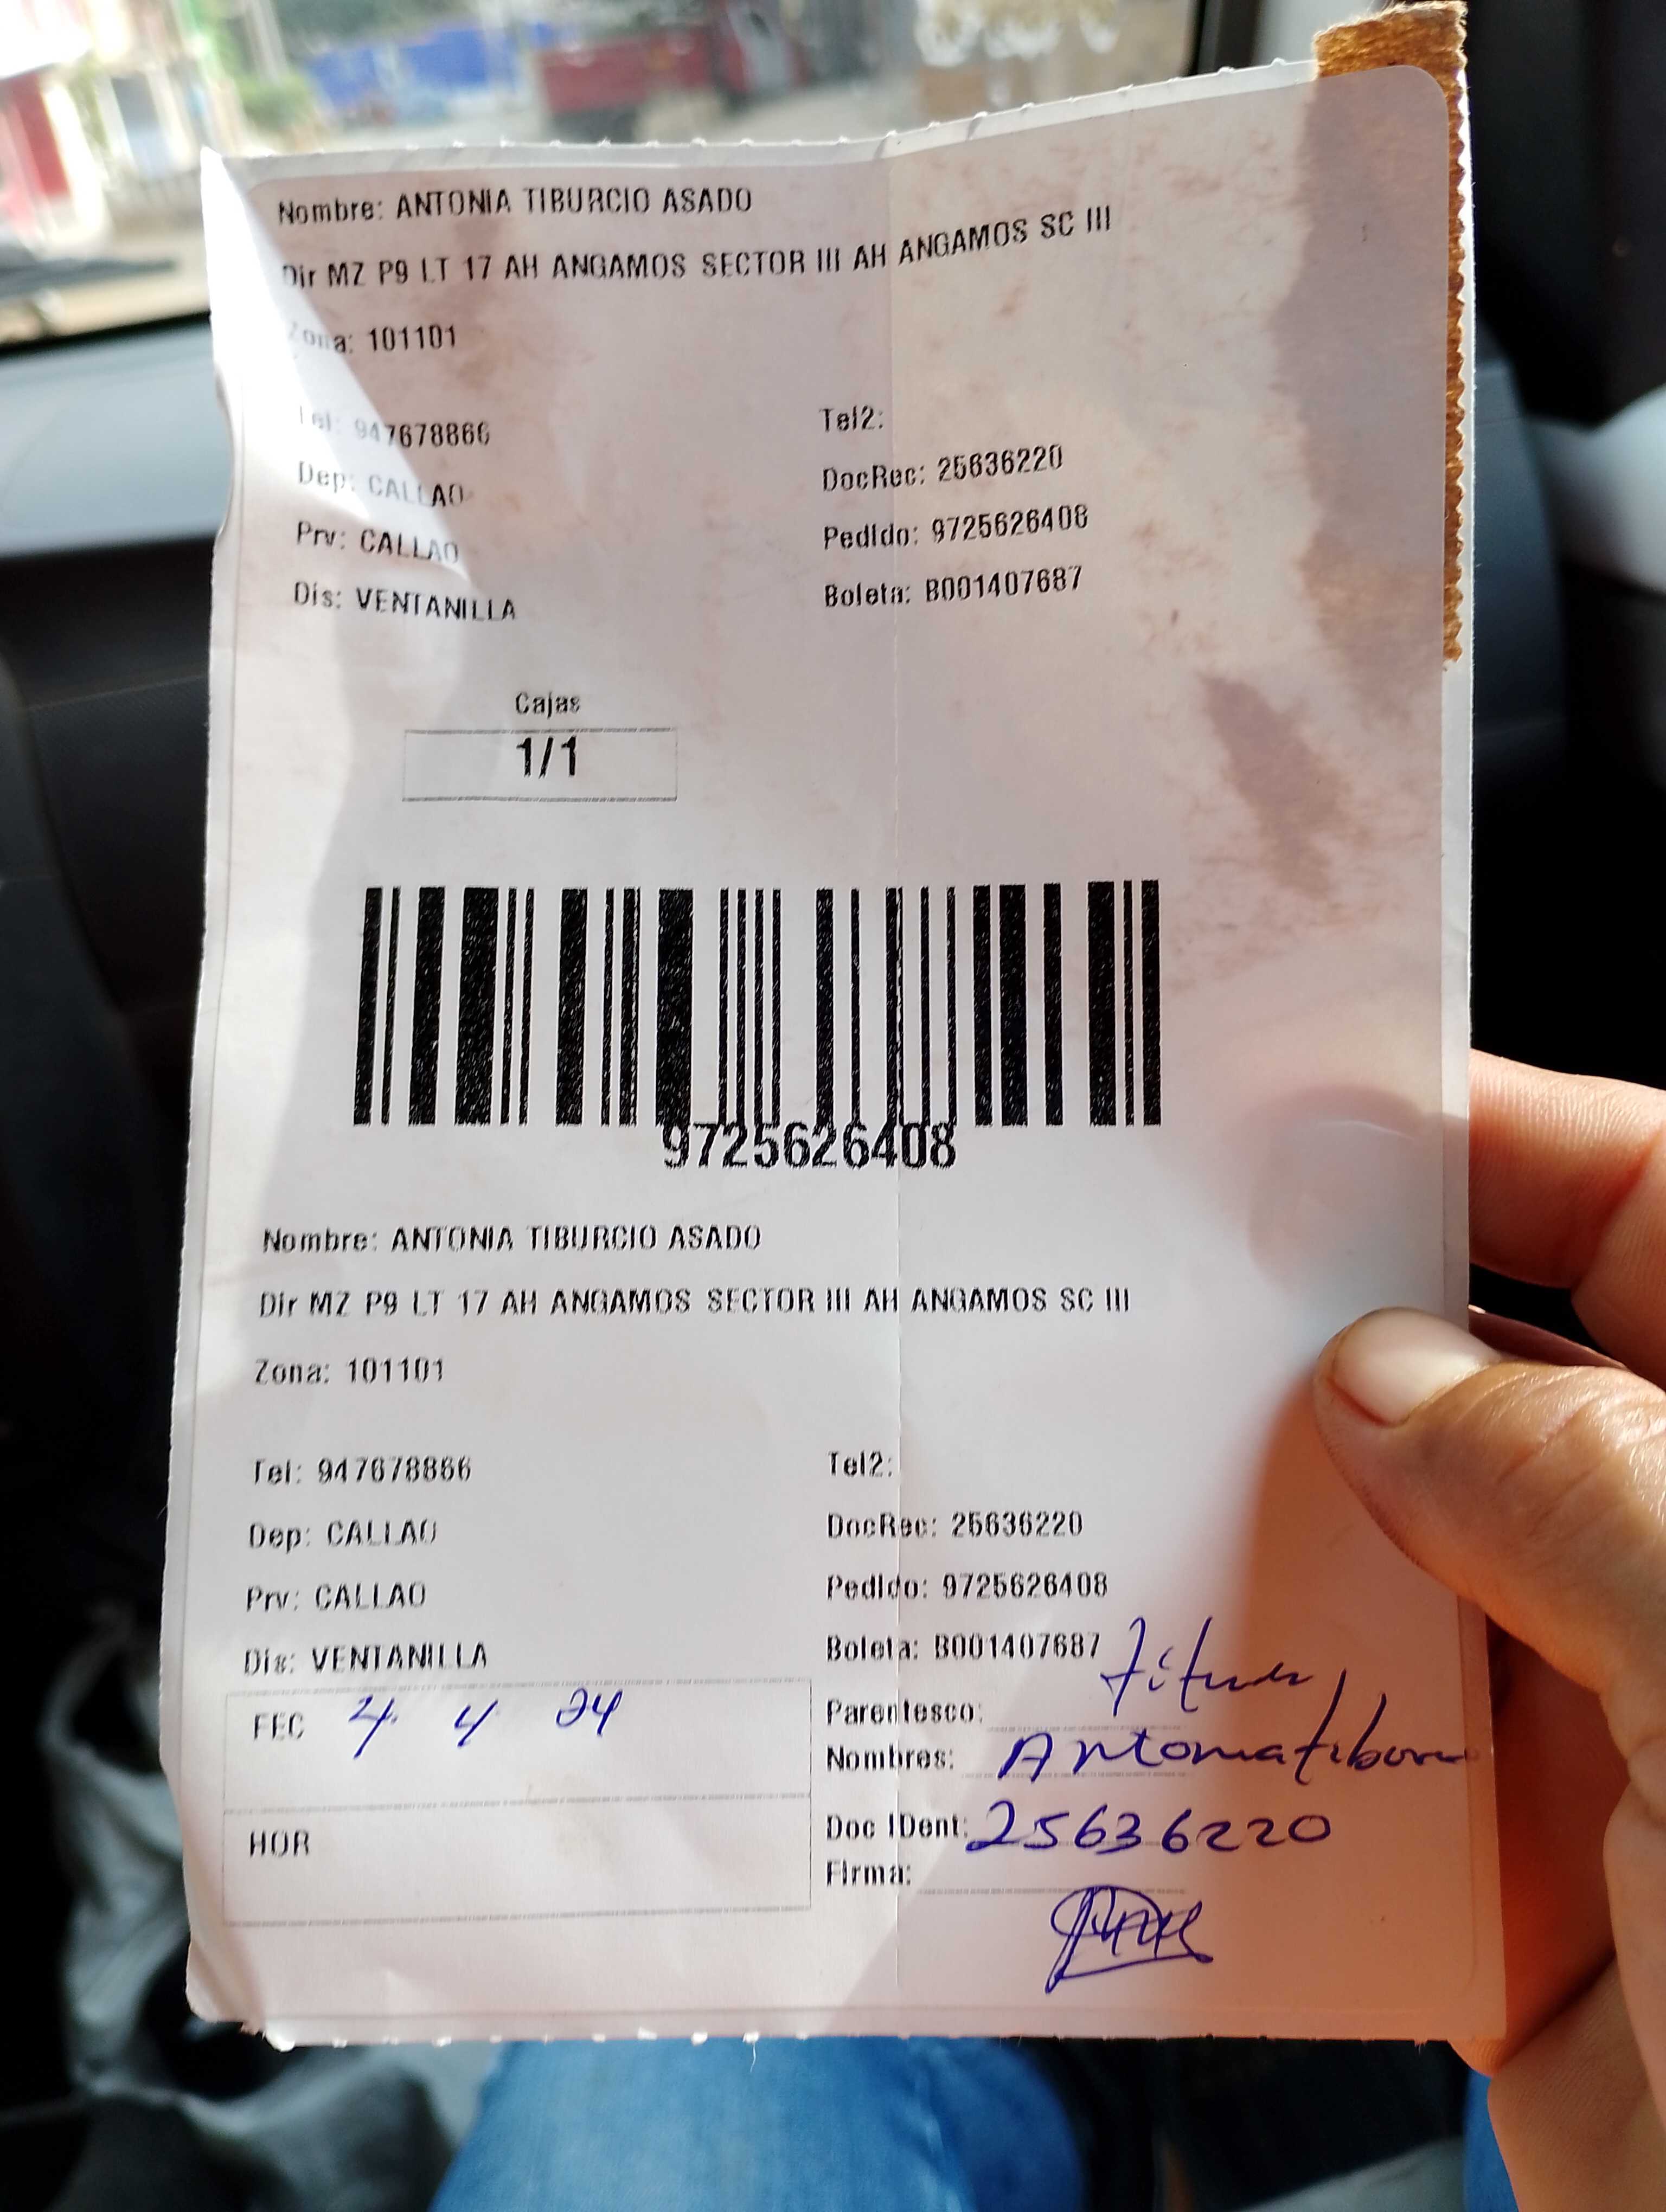 Nombre: ANTONIA TIBURCIO ASADO
Dir MZ P9 LT 17 AH ANGAMOS SECTOR III AH ANGAMOS SC III
Zona: 101101
Tel: 947678866 Tel2:
Dep: CALLAO DocRec: 25636220
Prv: CALLAO Pedido: 9725626408
Dis: VENTANILLA Boleta: B001407687
Cajas
1/1
9725626408
Nombre: ANTONIA TIBURCIO ASADO
Dir MZ P9 LT 17 AH ANGAMOS SECTOR III AH ANGAMOS SC III
Zona: 101101
Tel: 947678866 Tel2:
Dep: CALLAO DocRec: 25636220
Prv: CALLAO Pedido: 9725626408
Dis: VENTANILLA Boleta: B001407687
FEC 4 4 24 Parentesco:
Nombres: Antonia
HOR Doc IDent: 25636220
Firma: